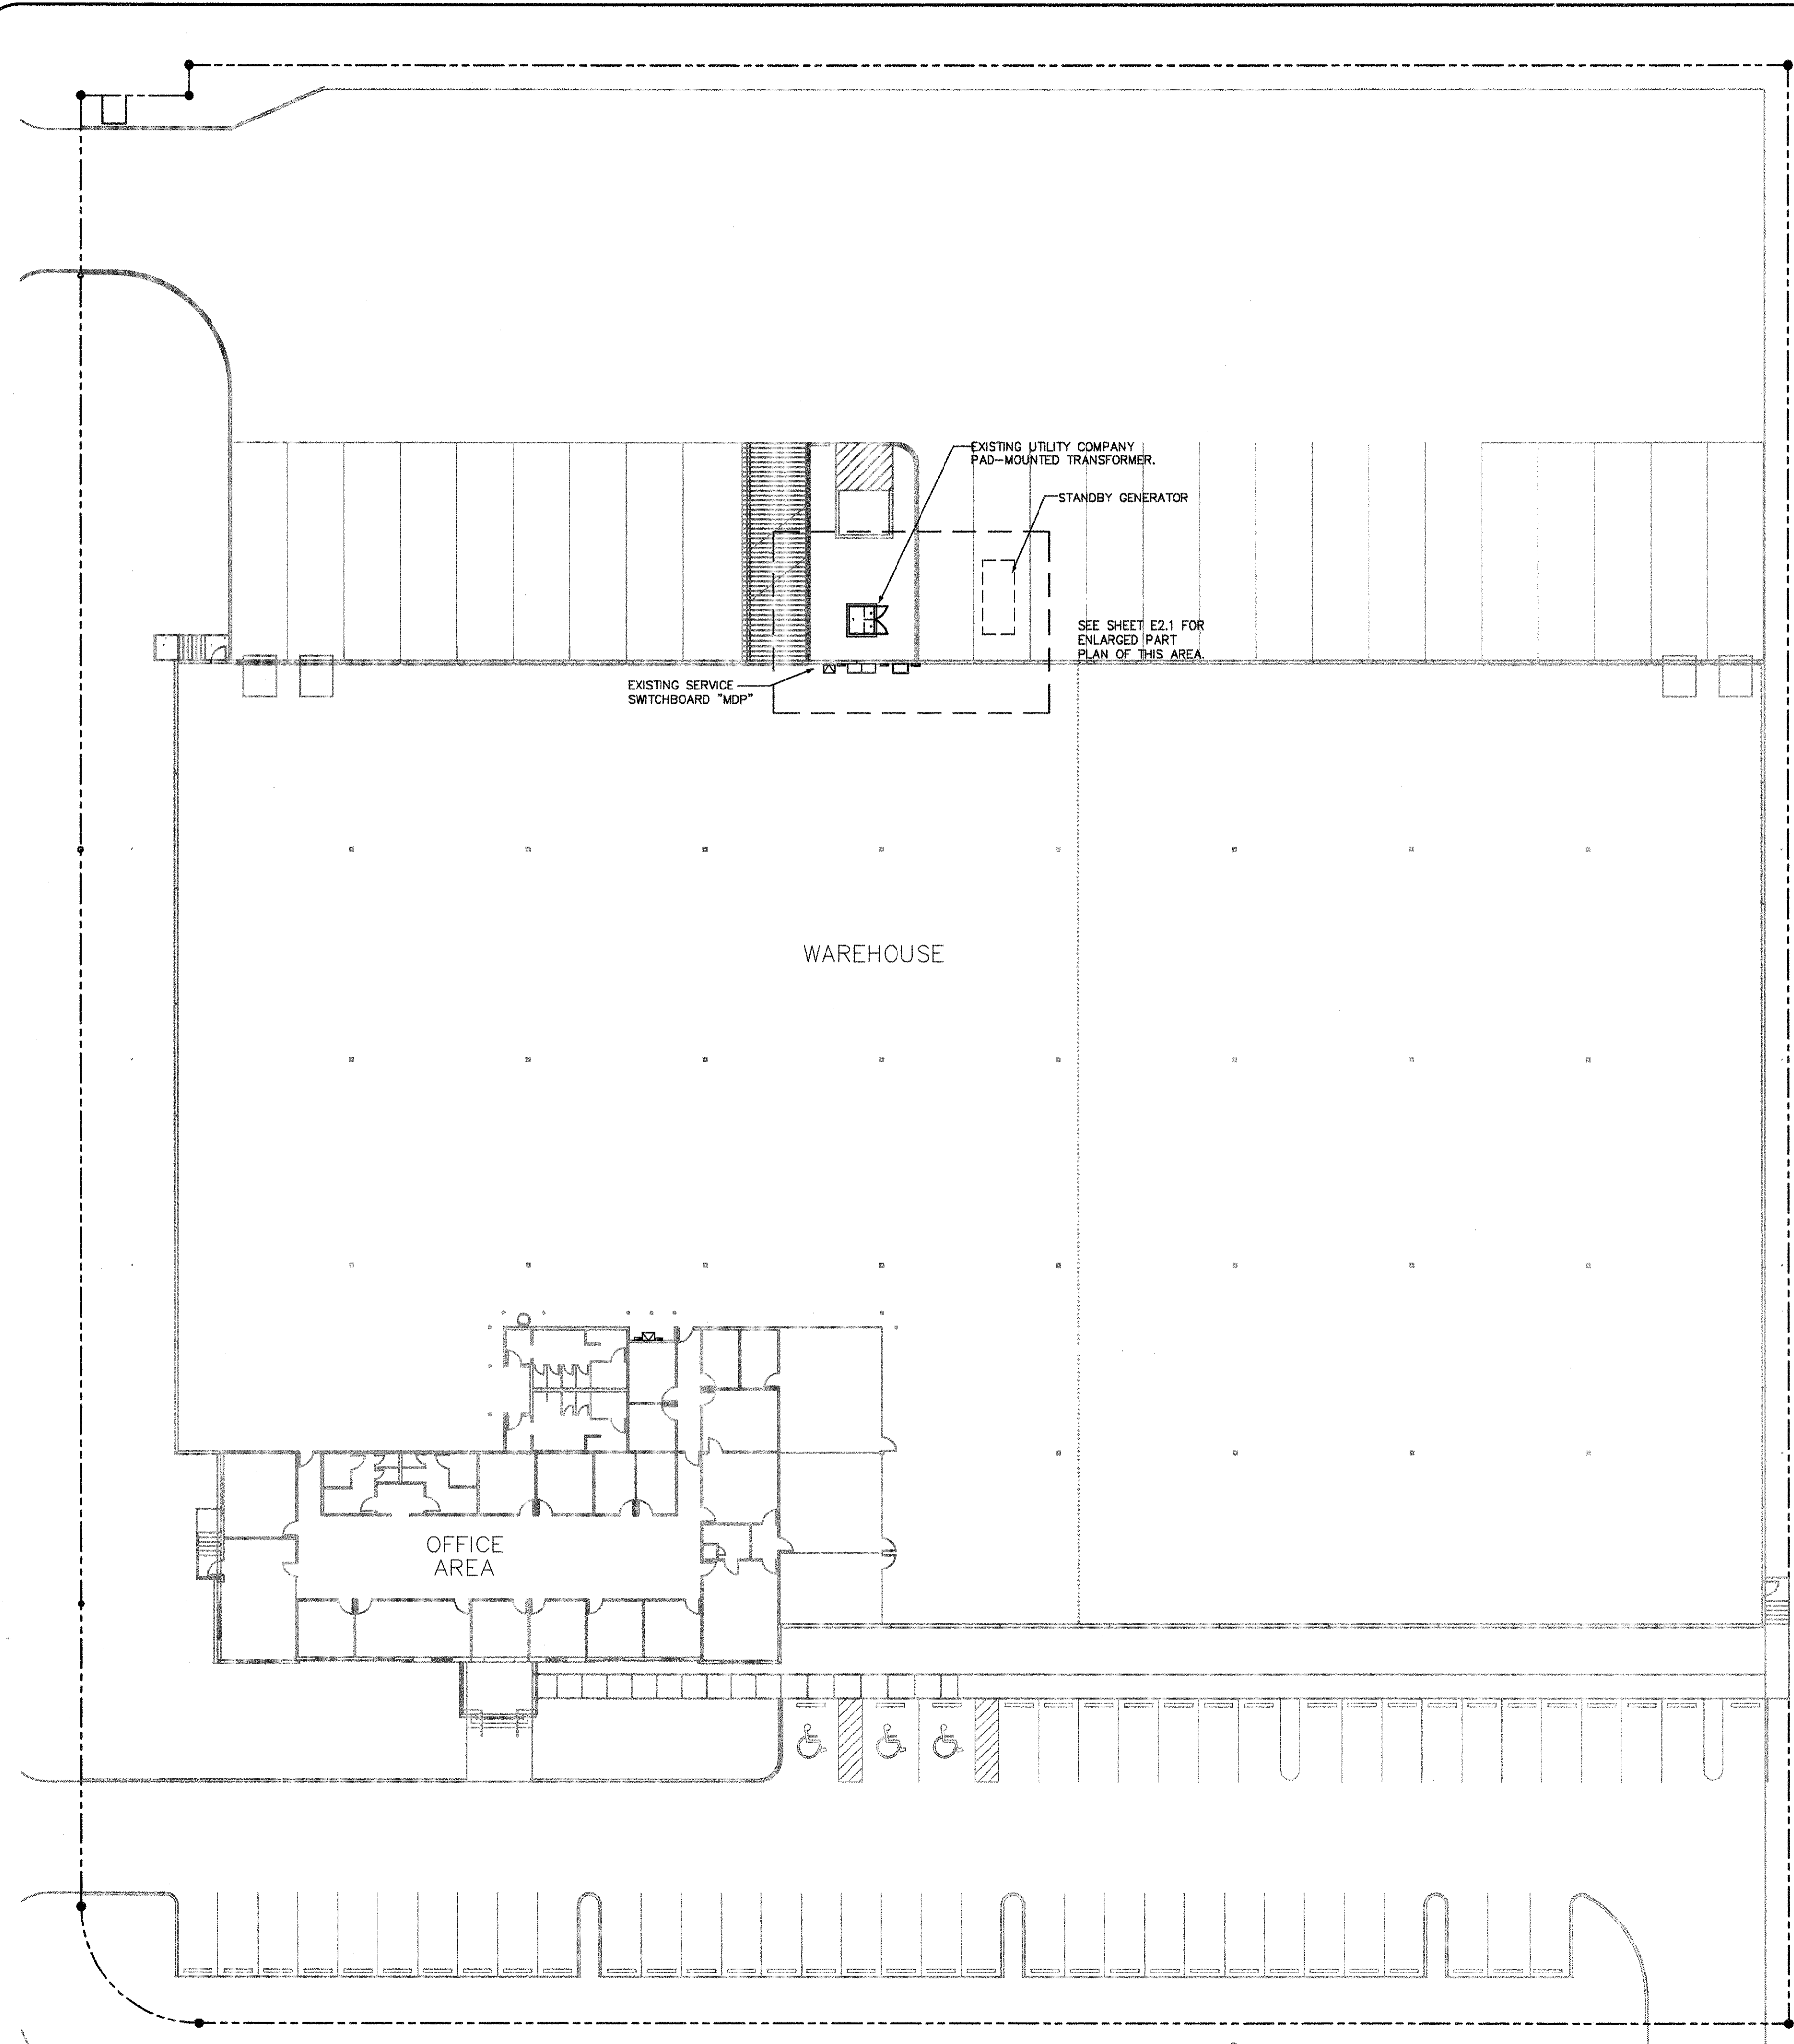 EXISTING UTILITY COMPANY
PAD-MOUNTED TRANSFORMER.
STANDBY GENERATOR
SEE SHEET E2.1 FOR
ENLARGED PART
PLAN OF THIS AREA.
EXISTING SERVICE
SWITCHBOARD "MDP"
WAREHOUSE
OFFICE
AREA